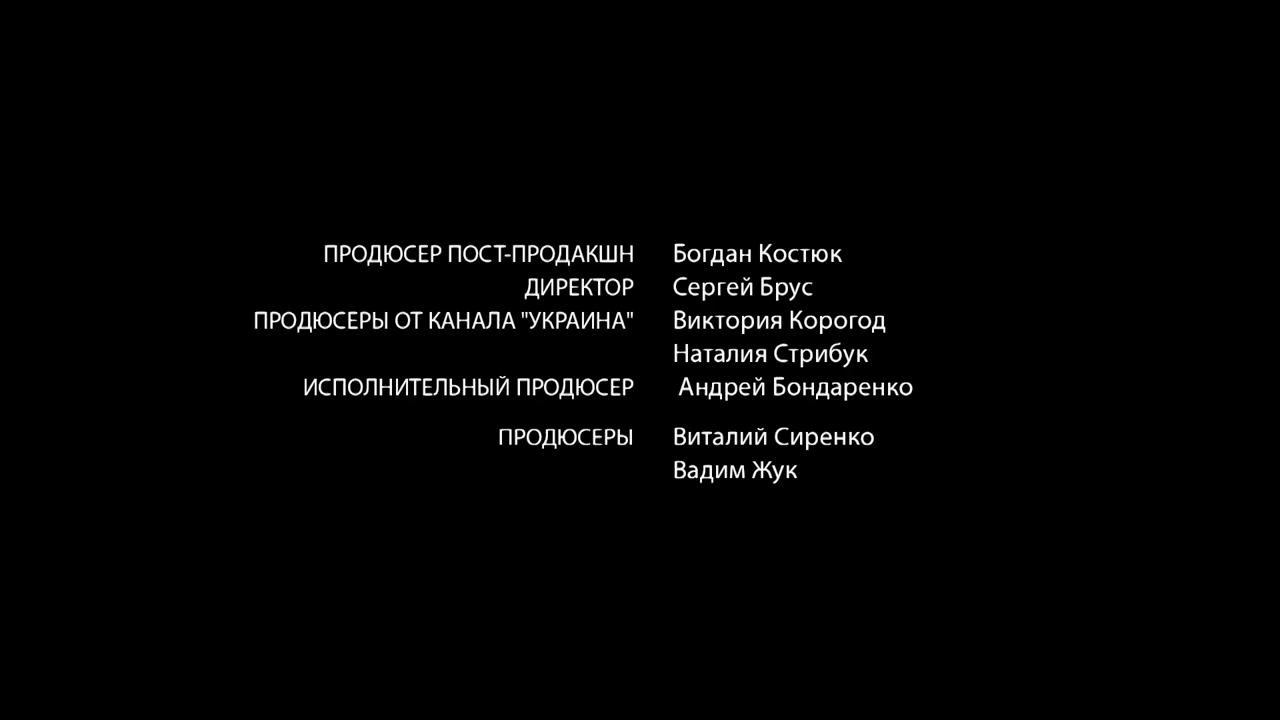 ПРОДЮСЕР ПОСТ-ПРОДАКШН Богдан Костюк
ДИРЕКТОР Сергей Брус
ПРОДЮСЕРЫ ОТ КАНАЛА "УКРАИНА" Виктория Корогод
Наталия Стрибук
ИСПОЛНИТЕЛЬНЫЙ ПРОДЮСЕР Андрей Бондаренко
ПРОДЮСЕРЫ Виталий Сиренко
Вадим Жук